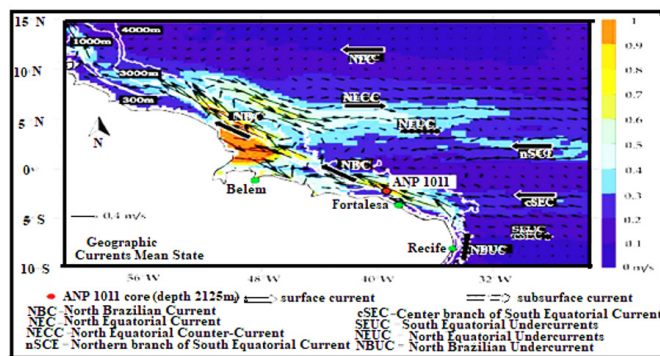 15 N
10 N
5 N
0 N
5 S
10 S
56 W
48 W
40 W
32 W
1000m
4000m
3000m
300m
N
NEC
NECC
NEUC
nSCE
NBC
NBC
ANP 1011
cSEC
Belem
Fortalesa
Recife
NBUC
0.4 m/s
Geographic
Currents Mean State
1
0.9
0.8
0.7
0.6
0.5
0.4
0.3
0.2
0.1
0 m/s
ANP 1011 core (depth 2125m)
surface current
subsurface current
NBC-North Brazilian Current
NEC-North Equatorial Current
NECC-North Equatorial Counter-Current
nSCE-Northern branch of South Equatorial Current
cSEC-Center branch of South Equatorial Current
SEUC-South Equatorial Undercurrents
NEUC-North Equatorial Undercurrents
NBUC-North Brazilian Undercurrent